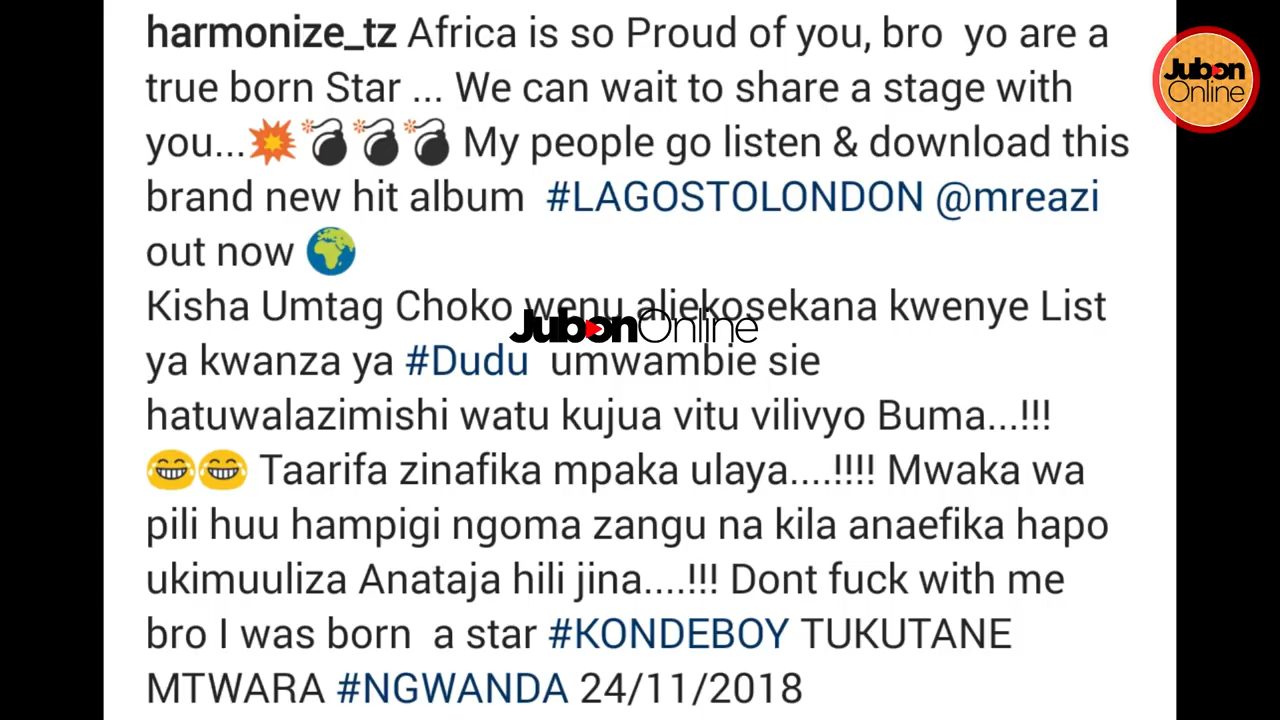 harmonize_tz Africa is so Proud of you, bro yo are a
true born Star ... We can wait to share a stage with
you...💥💣💣💣 My people go listen & download this
brand new hit album #LAGOSTOLONDON @mreazi
out now 🌍
Kisha Umtag Choko wenu aliekosekana kwenye List
ya kwanza ya #Dudu umwambie sie
hatuwalazimishi watu kujua vitu vilivyo Buma...!!!
😂😂 Taarifa zinafika mpaka ulaya....!!!! Mwaka wa
pili huu hampigi ngoma zangu na kila anaefika hapo
ukimuuliza Anataja hili jina....!!! Dont fuck with me
bro I was born a star #KONDEBOY TUKUTANE
MTWARA #NGWANDA 24/11/2018
Jubon
Online
JubonOnline